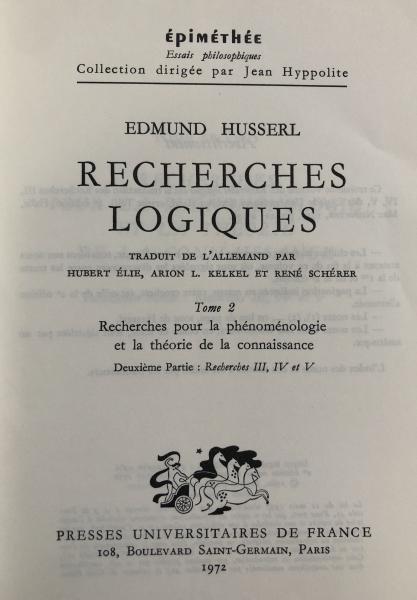 épiméthée
Essais philosophiques
Collection dirigée par Jean Hyppolite
EDMUND HUSSERL
RECHERCHES
LOGIQUES
TRADUIT DE L'ALLEMAND PAR
HUBERT ÉLIE, ARION L. KELKEL ET RENÉ SCHÉRER
Tome 2
Recherches pour la phénoménologie
et la théorie de la connaissance
Deuxième Partie : Recherches III, IV et V
PRESSES UNIVERSITAIRES DE FRANCE
108, BOULEVARD SAINT-GERMAIN, PARIS
1972